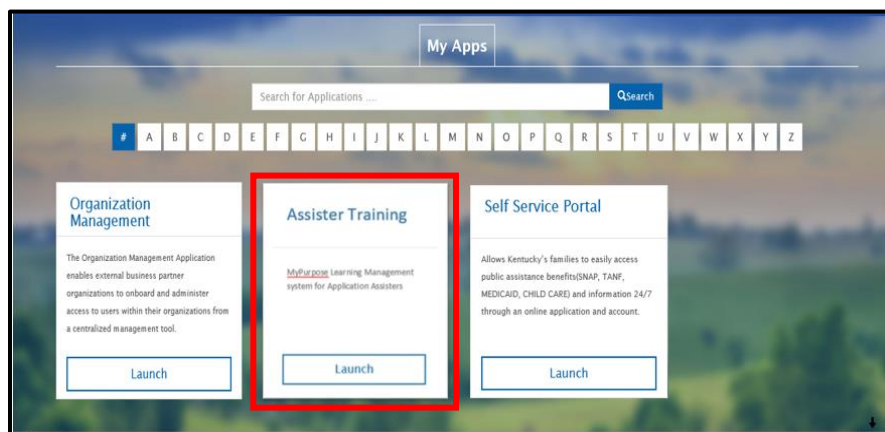 My Apps
Search for Applications ....
Search
# A B C D E F G H I J K L M N O P Q R S T U V W X Y Z
Organization
Management
The Organization Management Application
enables external business partner
organizations to onboard and administer
access to users within their organizations from
a centralized management tool.
Launch
Assister Training
MyPurpose Learning Management
system for Application Assisters
Launch
Self Service Portal
Allows Kentucky's families to easily access
public assistance benefits(SNAP, TANF,
MEDICAID, CHILD CARE) and information 24/7
through an online application and account.
Launch